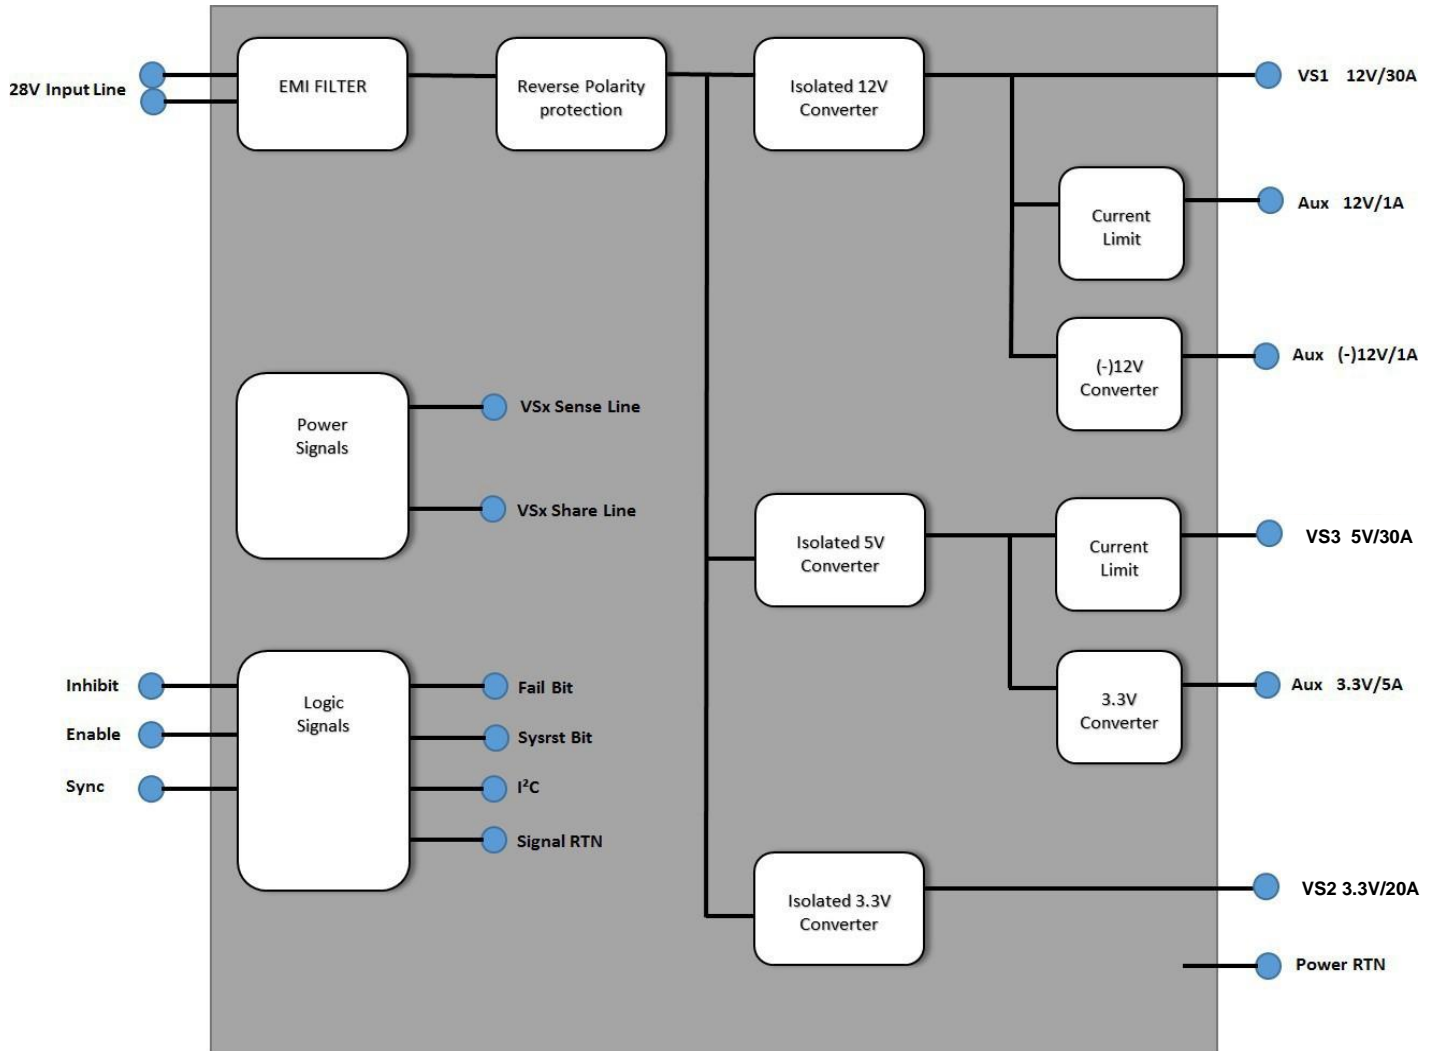 28V Input Line
EMI FILTER
Reverse Polarity
protection
Isolated 12V
Converter
VS1 12V/30A
Current
Limit
Aux 12V/1A
(-)12V
Converter
Aux (-)12V/1A
Power
Signals
VSx Sense Line
VSx Share Line
Isolated 5V
Converter
Current
Limit
VS3 5V/30A
3.3V
Converter
Aux 3.3V/5A
Inhibit
Enable
Sync
Logic
Signals
Fail Bit
Sysrst Bit
I²C
Signal RTN
Isolated 3.3V
Converter
VS2 3.3V/20A
Power RTN